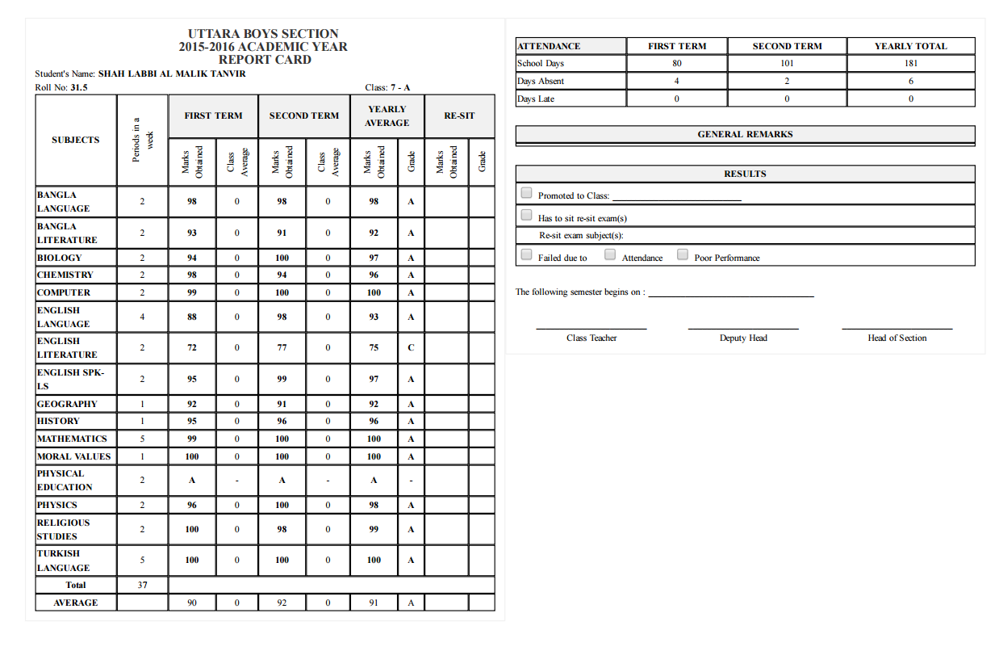 UTTARA BOYS SECTION
2015-2016 ACADEMIC YEAR
REPORT CARD
Student's Name: SHAH LABBI AL MALIK TANVIR
Roll No: 31.5 Class: 7 - A
SUBJECTS Periods in a week FIRST TERM SECOND TERM YEARLY AVERAGE RE-SIT
Marks Obtained Class Average Marks Obtained Class Average Marks Obtained Grade Marks Obtained Grade
BANGLA LANGUAGE 2 98 0 98 0 98 A
BANGLA LITERATURE 2 93 0 91 0 92 A
BIOLOGY 2 94 0 100 0 97 A
CHEMISTRY 2 98 0 94 0 96 A
COMPUTER 2 99 0 100 0 100 A
ENGLISH LANGUAGE 4 88 0 98 0 93 A
ENGLISH LITERATURE 2 72 0 77 0 75 C
ENGLISH SPK-LS 2 95 0 99 0 97 A
GEOGRAPHY 1 92 0 91 0 92 A
HISTORY 1 95 0 96 0 96 A
MATHEMATICS 5 99 0 100 0 100 A
MORAL VALUES 1 100 0 100 0 100 A
PHYSICAL EDUCATION 2 A - A - A -
PHYSICS 2 96 0 100 0 98 A
RELIGIOUS STUDIES 2 100 0 98 0 99 A
TURKISH LANGUAGE 5 100 0 100 0 100 A
Total 37
AVERAGE 90 0 92 0 91 A
ATTENDANCE FIRST TERM SECOND TERM YEARLY TOTAL
School Days 80 101 181
Days Absent 4 2 6
Days Late 0 0 0
GENERAL REMARKS
RESULTS
Promoted to Class:
Has to sit re-sit exam(s)
Re-sit exam subject(s):
Failed due to Attendance Poor Performance
The following semester begins on :
Class Teacher Deputy Head Head of Section